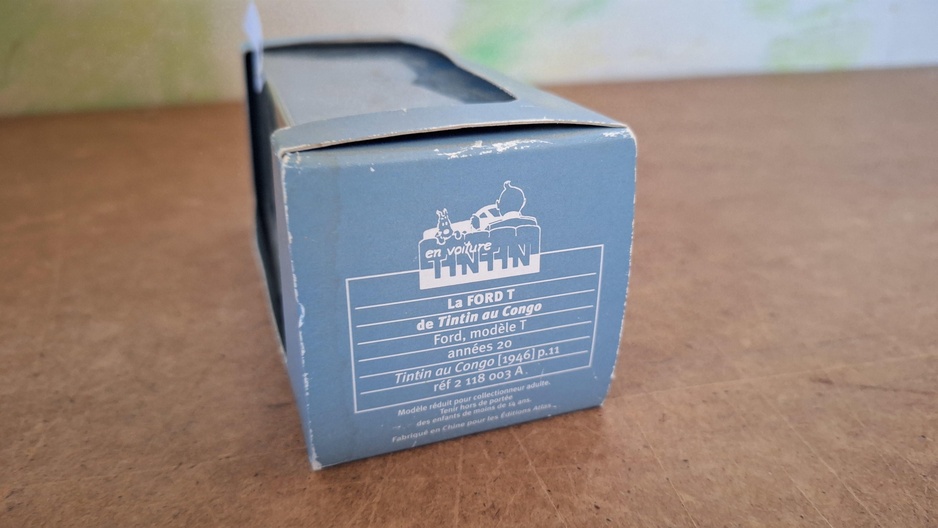 en voiture
TINTIN
La FORD T
de Tintin au Congo
Ford, modèle T
années 20
Tintin au Congo [1946] p.11
réf 2 118 003 A
Modèle réduit pour collectionneur adulte.
Tenir hors de portée
des enfants de moins de 14 ans.
Fabriqué en Chine pour les Éditions Atlas